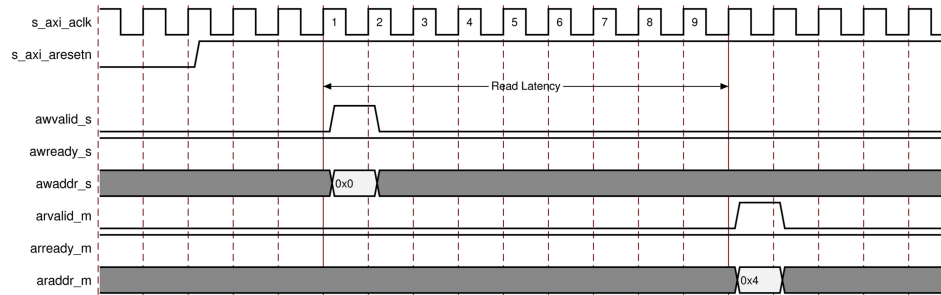 s_axi_aclk 1 2 3 4 5 6 7 8 9
s_axi_aresetn
Read Latency
awvalid_s
awready_s
awaddr_s 0x0
arvalid_m
arready_m
araddr_m 0x4